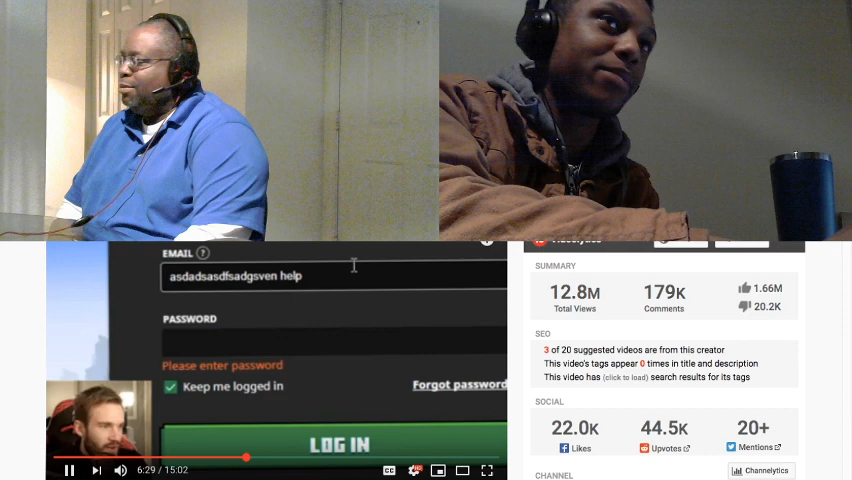 EMAIL ?
asdadsasdfsadgsven help
PASSWORD
Please enter password
Keep me logged in
Forgot password
LOG IN
6:29 / 15:02
CC
HD
SUMMARY
12.8M
Total Views
179K
Comments
1.66M
20.2K
SEO
3 of 20 suggested videos are from this creator
This video's tags appear 0 times in title and description
This video has (click to load) search results for its tags
SOCIAL
22.0K
Likes
44.5K
Upvotes
20+
Mentions
CHANNEL
Channelytics